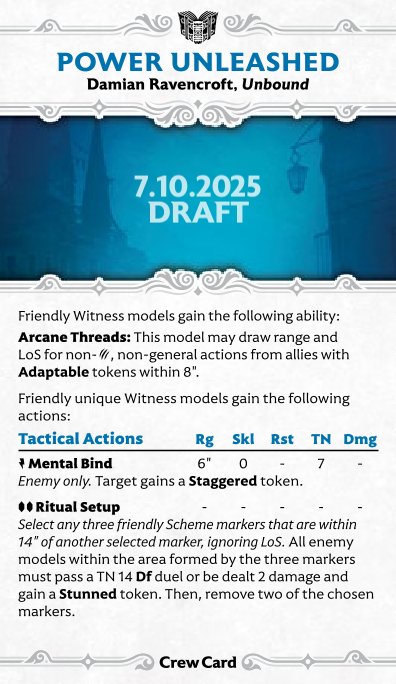 POWER UNLEASHED
Damian Ravencroft, Unbound
7.10.2025
DRAFT
Friendly Witness models gain the following ability:
Arcane Threads: This model may draw range and
LoS for non-, non-general actions from allies with
Adaptable tokens within 8".
Friendly unique Witness models gain the following
actions:
Tactical Actions Rg Skl Rst TN Dmg
Mental Bind 6" 0 - 7 -
Enemy only. Target gains a Staggered token.
Ritual Setup - - - - -
Select any three friendly Scheme markers that are within
14" of another selected marker, ignoring LoS. All enemy
models within the area formed by the three markers
must pass a TN 14 Df duel or be dealt 2 damage and
gain a Stunned token. Then, remove two of the chosen
markers.
Crew Card